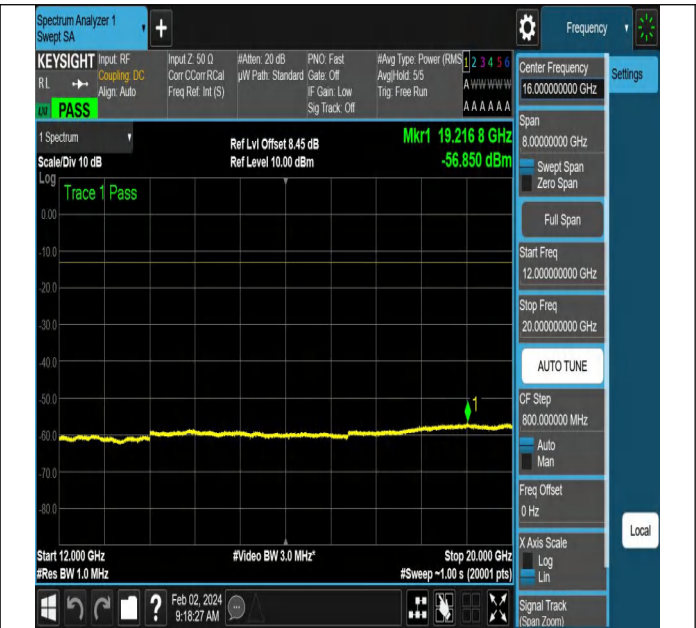 Spectrum Analyzer 1
Swept SA
Frequency
KEYSIGHT
RL
Input: RF
Coupling: DC
Align: Auto
Input Z: 50 Ω
Corr CCorr RCal
Freq Ref: Int (S)
#Atten: 20 dB
µW Path: Standard
PNO: Fast
Gate: Off
IF Gain: Low
Sig Track: Off
#Avg Type: Power (RMS
Avg|Hold: 5/5
Trig: Free Run
1 2 3 4 5 6
A W W W W W
A A A A A A
PASS
1 Spectrum
Scale/Div 10 dB
Ref Lvl Offset 8.45 dB
Ref Level 10.00 dBm
Mkr1 19.216 8 GHz
-56.850 dBm
Log
Trace 1 Pass
0.00
-10.0
-20.0
-30.0
-40.0
-50.0
-60.0
-70.0
-80.0
1
Start 12.000 GHz
#Res BW 1.0 MHz
#Video BW 3.0 MHz*
Stop 20.000 GHz
#Sweep ~1.00 s (20001 pts)
Center Frequency
16.000000000 GHz
Span
8.00000000 GHz
Swept Span
Zero Span
Full Span
Start Freq
12.000000000 GHz
Stop Freq
20.000000000 GHz
AUTO TUNE
CF Step
800.000000 MHz
Auto
Man
Freq Offset
0 Hz
X Axis Scale
Log
Lin
Signal Track
(Span Zoom)
Settings
Local
?
Feb 02, 2024
9:18:27 AM